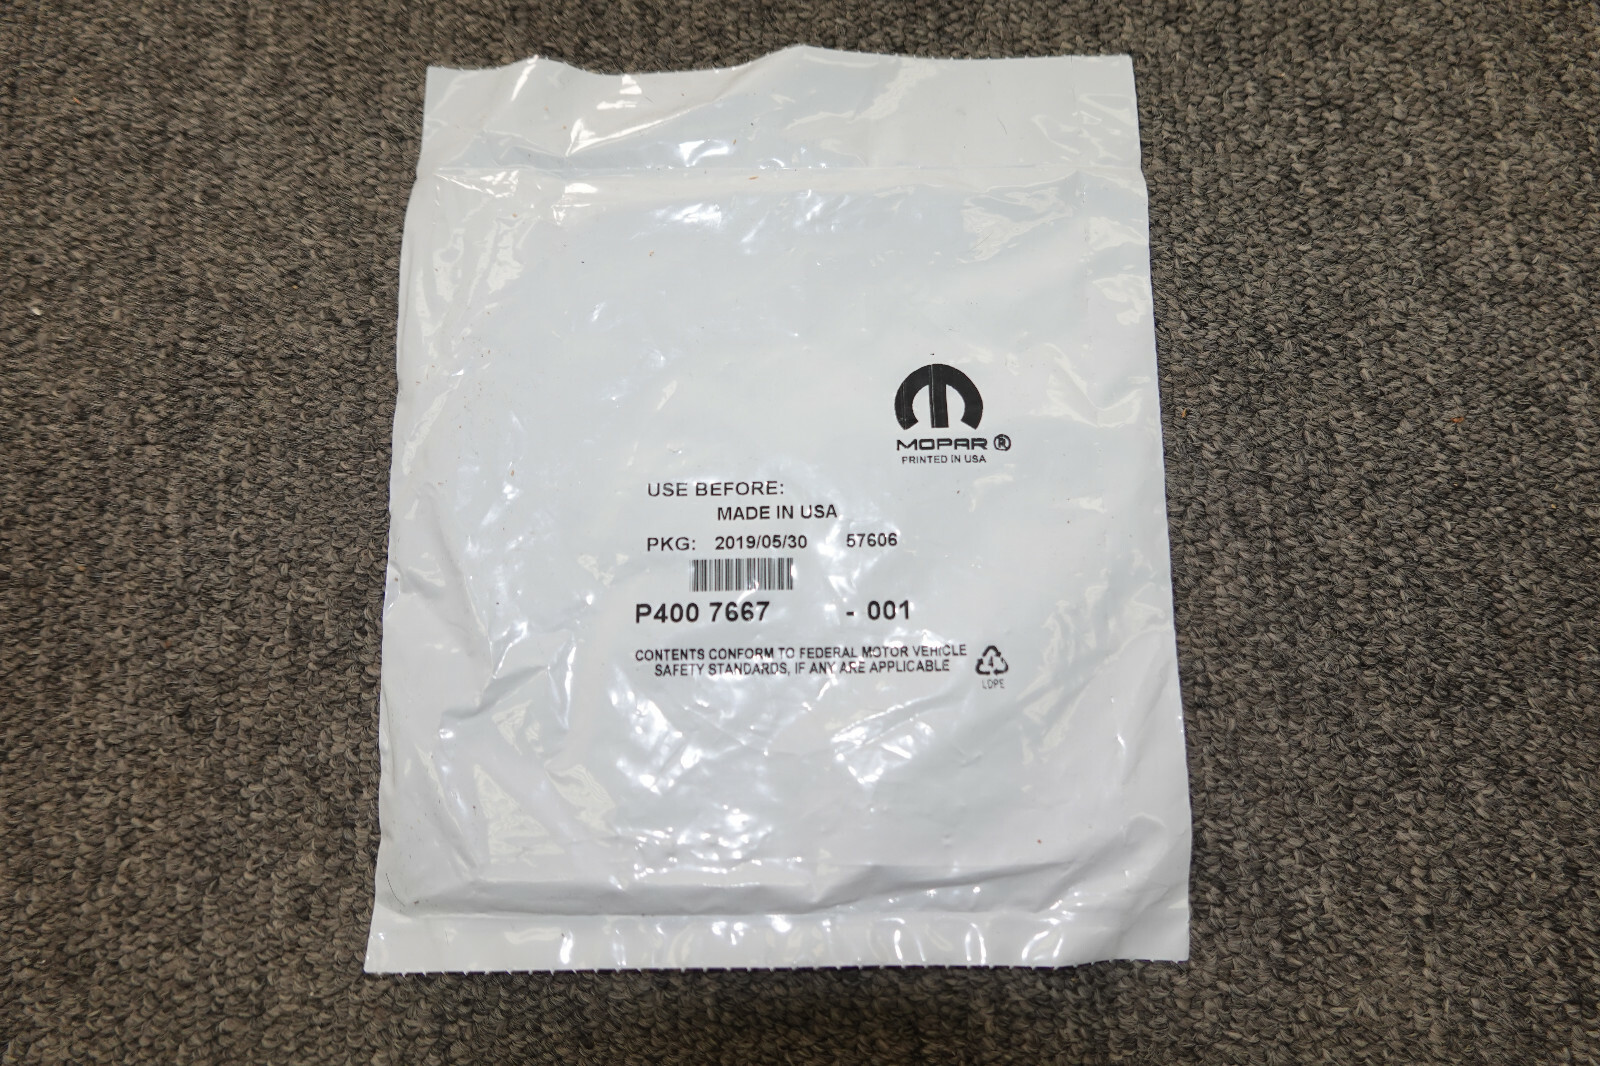 MOPAR ®
PRINTED IN USA
USE BEFORE:
MADE IN USA
PKG: 2019/05/30 57606
P400 7667 - 001
CONTENTS CONFORM TO FEDERAL MOTOR VEHICLE
SAFETY STANDARDS, IF ANY ARE APPLICABLE
4
LDPE